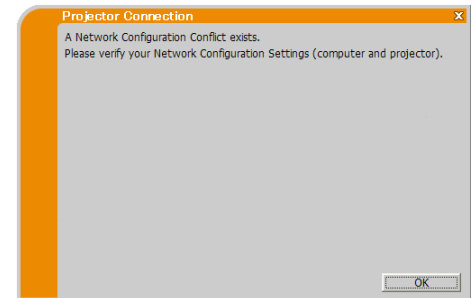 Projector Connection
A Network Configuration Conflict exists.
Please verify your Network Configuration Settings (computer and projector).
OK